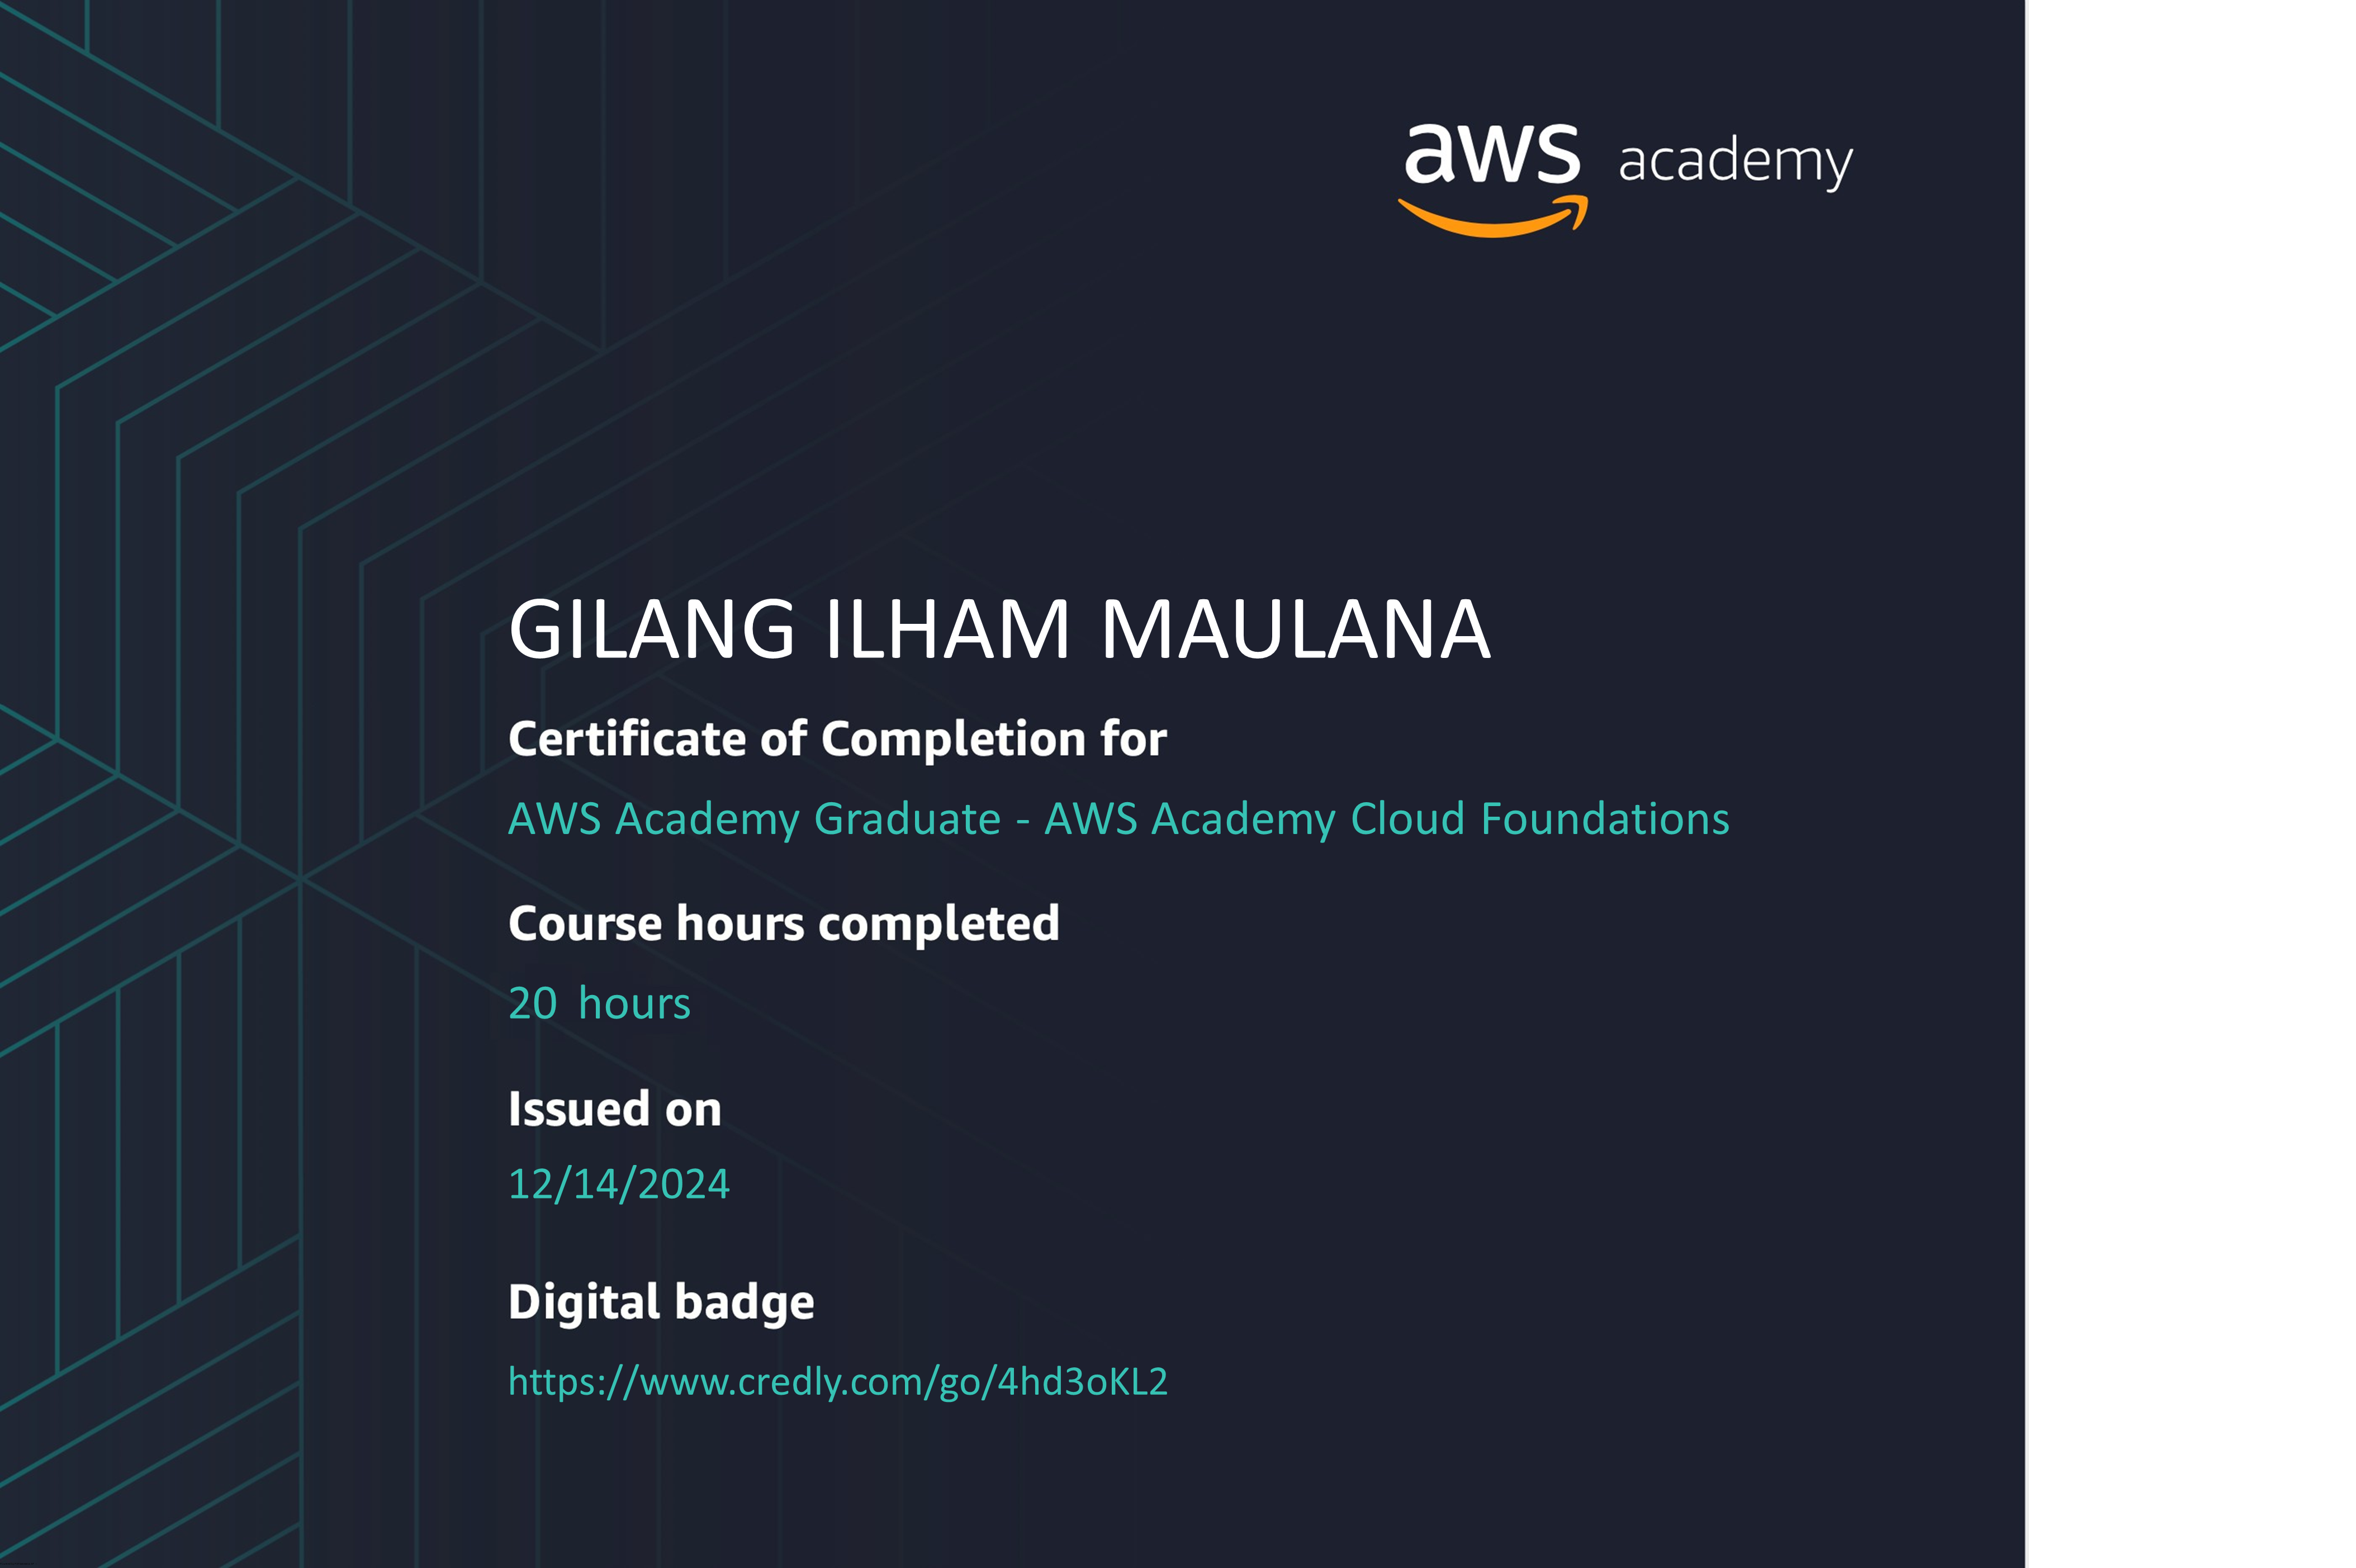 aws academy
GILANG ILHAM MAULANA
Certificate of Completion for
AWS Academy Graduate - AWS Academy Cloud Foundations
Course hours completed
20 hours
Issued on
12/14/2024
Digital badge
https://www.credly.com/go/4hd3oKL2